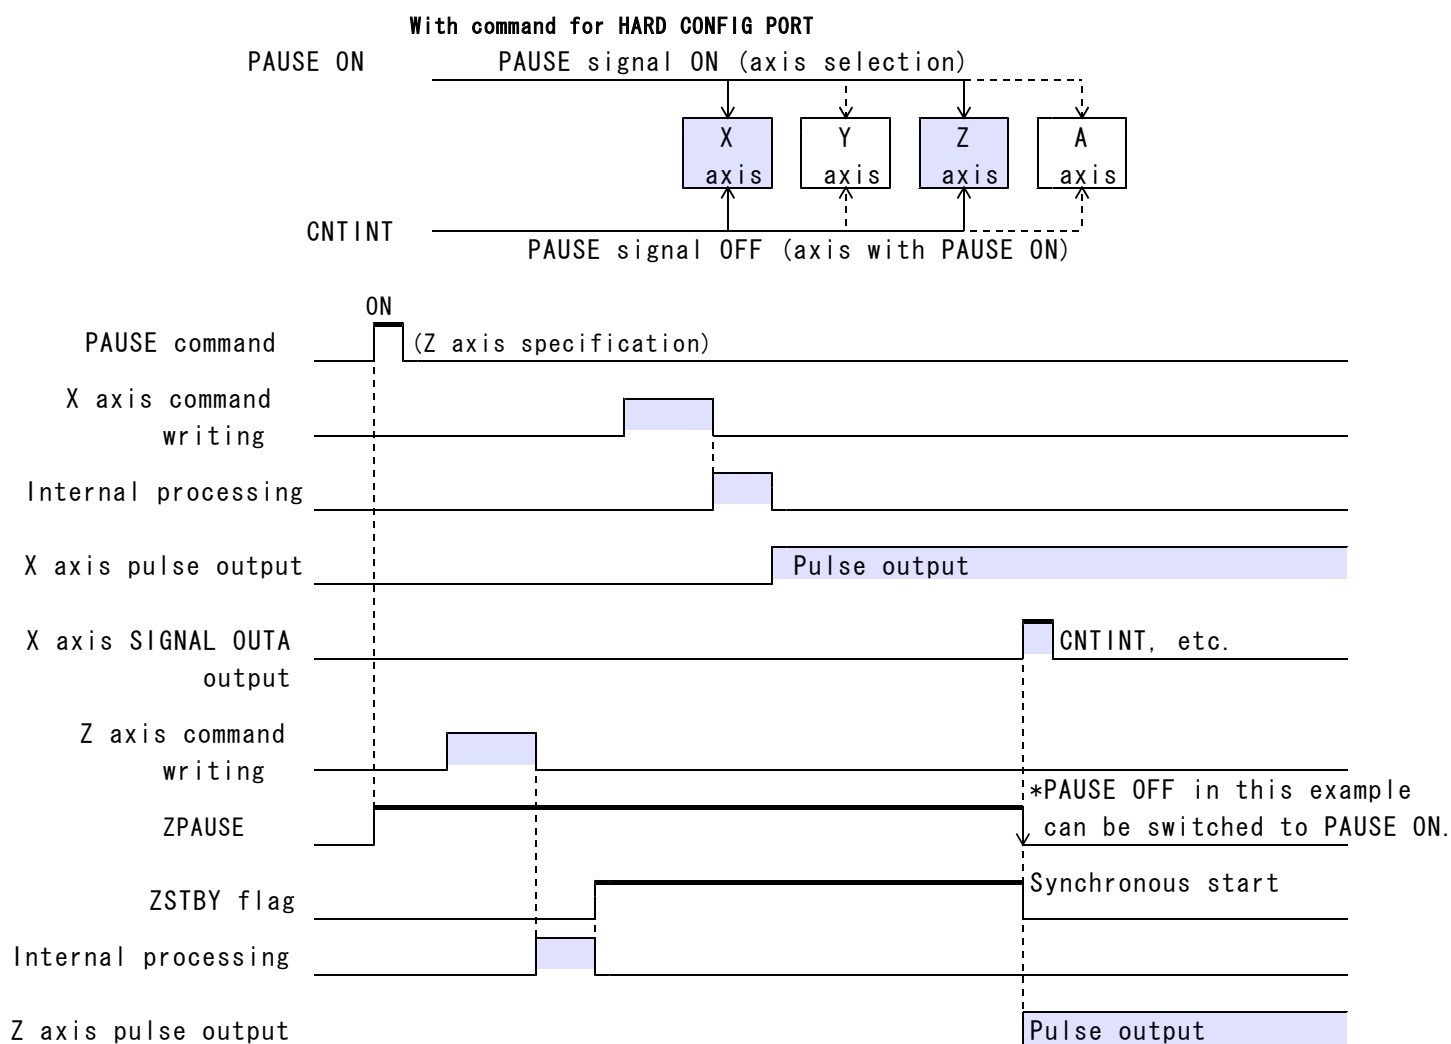 With command for HARD CONFIG PORT
PAUSE ON
PAUSE signal ON (axis selection)
X axis
Y axis
Z axis
A axis
CNTINT
PAUSE signal OFF (axis with PAUSE ON)
ON
PAUSE command
(Z axis specification)
X axis command
writing
Internal processing
X axis pulse output
Pulse output
X axis SIGNAL OUTA
output
CNTINT, etc.
Z axis command
writing
*PAUSE OFF in this example
can be switched to PAUSE ON.
ZPAUSE
ZSTBY flag
Synchronous start
Internal processing
Z axis pulse output
Pulse output